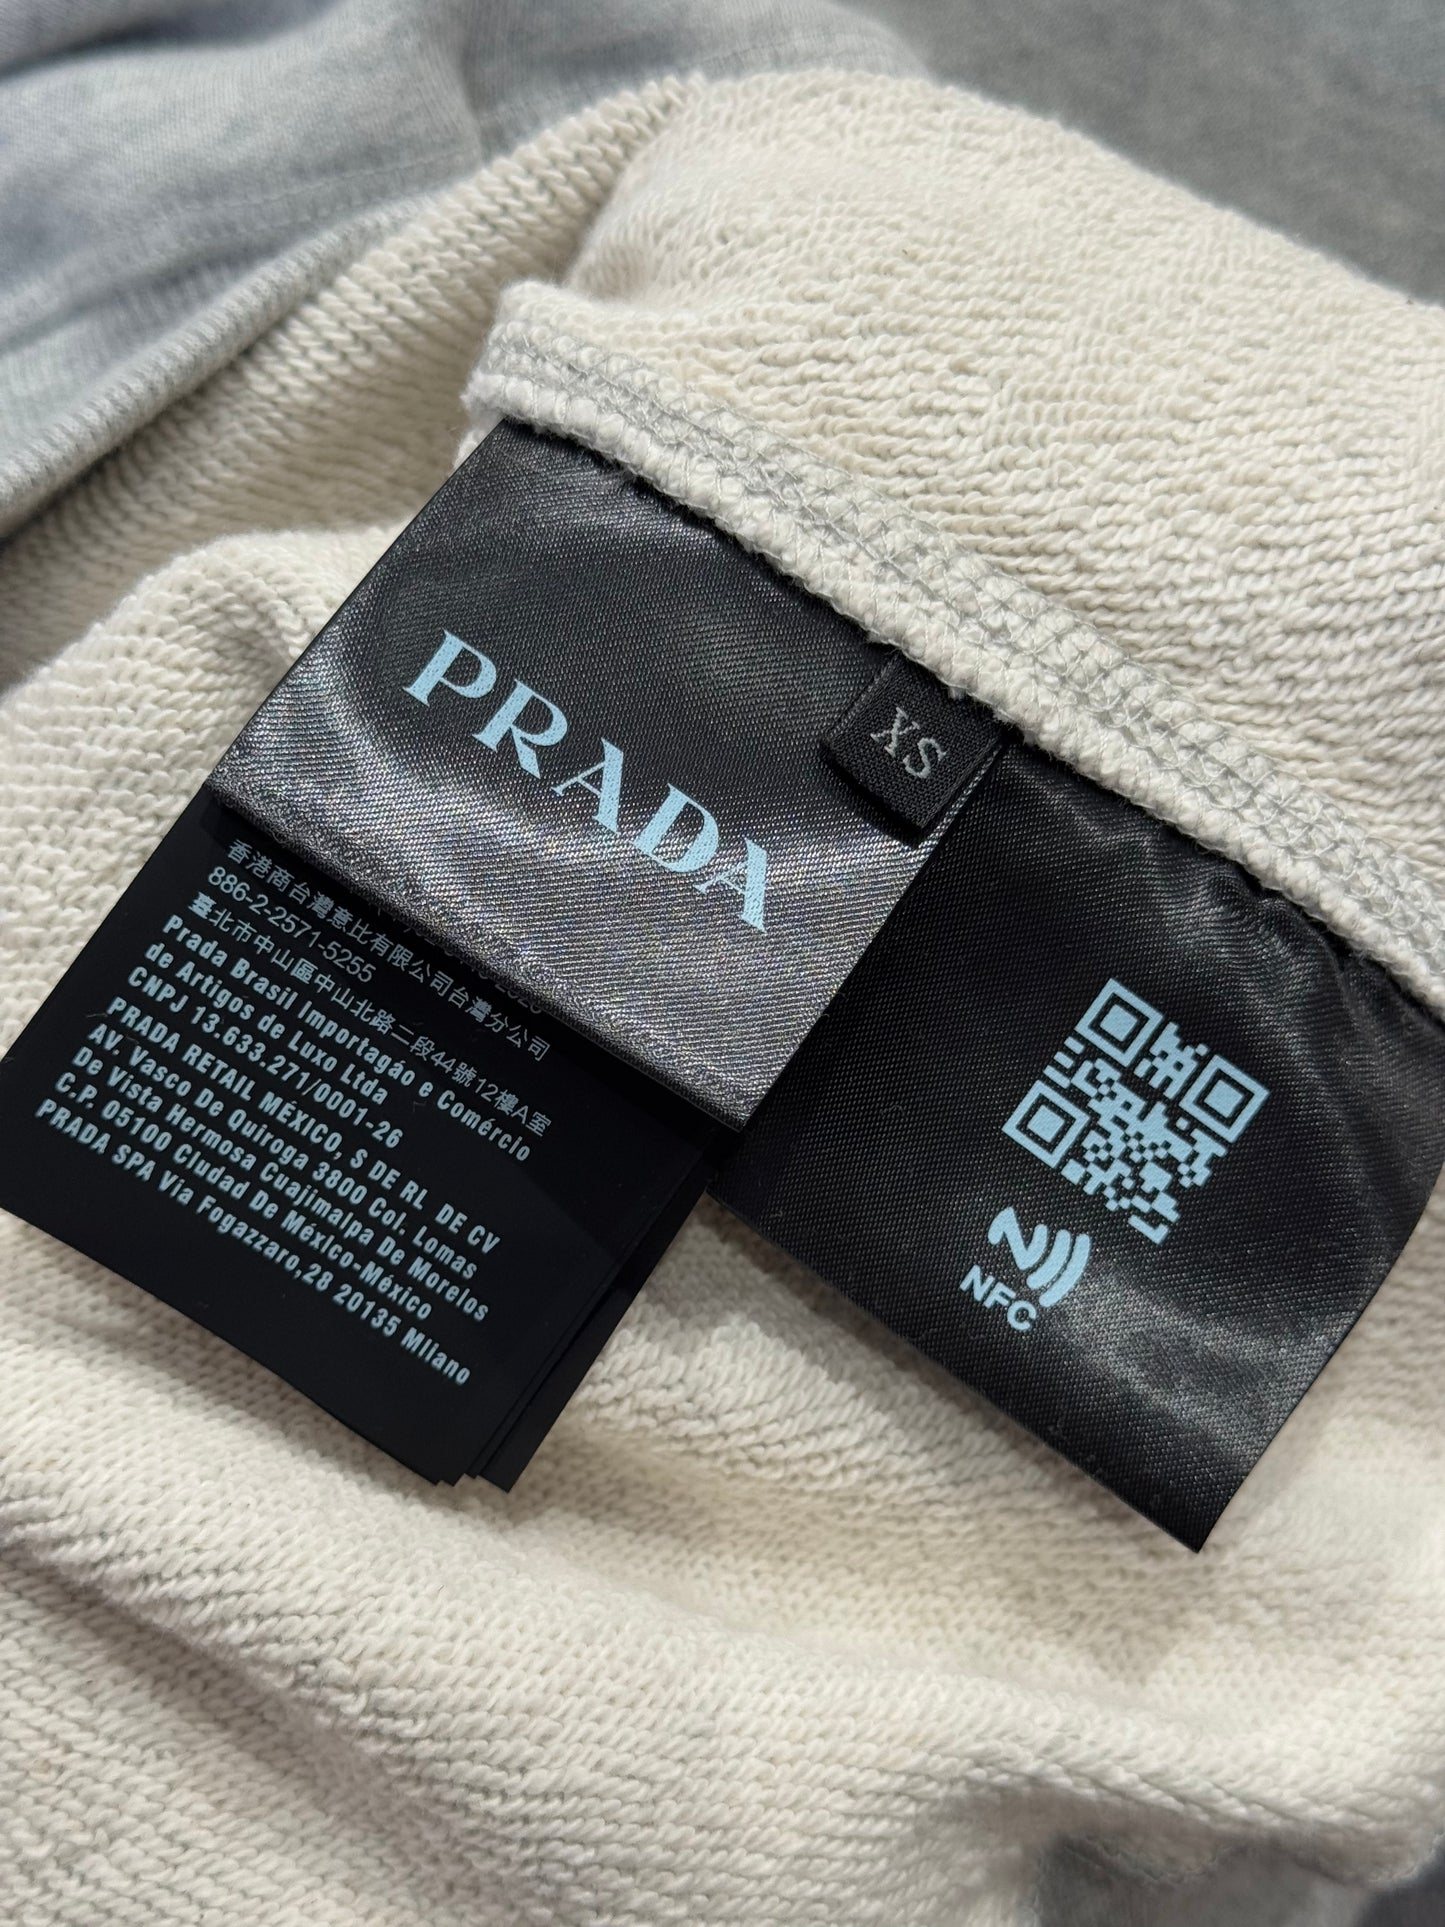 PRADA
XS
香港商台灣意比有限公司台灣分公司
886-2-2571-5255
臺北市中山區中山北路二段44號12樓A室
Prada Brasil Importagáo e Comércio
de Artigos de Luxo Ltda
CNPJ 13.633.271/0001-26
PRADA RETAIL MEXICO, S DE RL DE CV
AV. Vasco De Quiroga 3800 Col. Lomas
De Vista Hermosa Cuajimalpa De Morelos
C.P. 05100 Ciudad De México-México
PRADA SPA Via Fogazzaro,28 20135 Milano
NFC